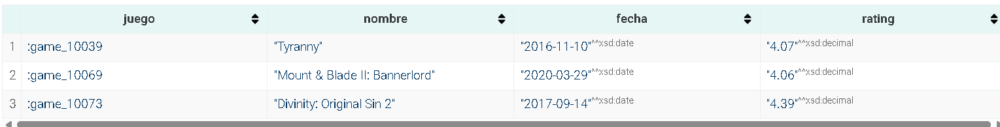 juego nombre fecha rating
1 :game_10039 "Tyranny" "2016-11-10"^^xsd:date "4.07"^^xsd:decimal
2 :game_10069 "Mount & Blade II: Bannerlord" "2020-03-29"^^xsd:date "4.06"^^xsd:decimal
3 :game_10073 "Divinity: Original Sin 2" "2017-09-14"^^xsd:date "4.39"^^xsd:decimal